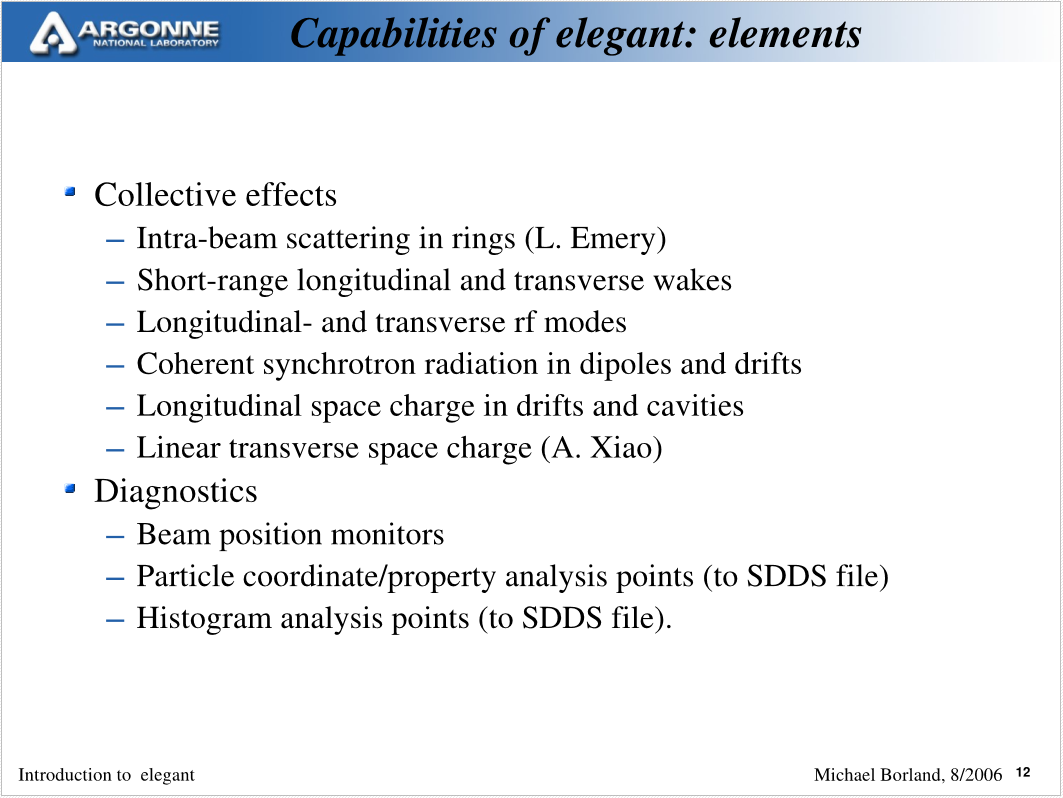 ARGONNE
NATIONAL LABORATORY
Capabilities of elegant: elements
Collective effects
– Intra-beam scattering in rings (L. Emery)
– Short-range longitudinal and transverse wakes
– Longitudinal- and transverse rf modes
– Coherent synchrotron radiation in dipoles and drifts
– Longitudinal space charge in drifts and cavities
– Linear transverse space charge (A. Xiao)
Diagnostics
– Beam position monitors
– Particle coordinate/property analysis points (to SDDS file)
– Histogram analysis points (to SDDS file).
Introduction to elegant
Michael Borland, 8/2006 12